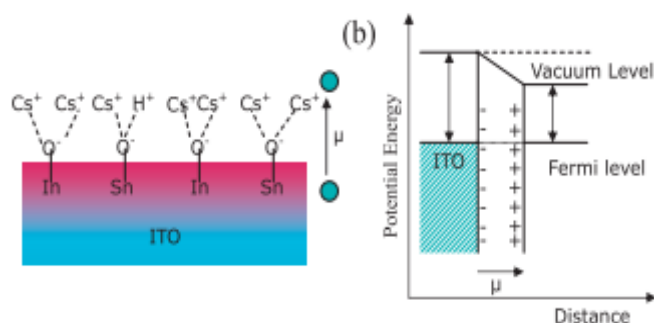 (b)
Cs+ Cs+ Cs+ H+ Cs+ Cs+ Cs+ Cs+
O- O- O- O-
In Sn In Sn
ITO
μ
Potential Energy
Vacuum Level
ITO
Fermi level
- +
- +
- +
- +
- +
- +
- +
- +
μ
Distance